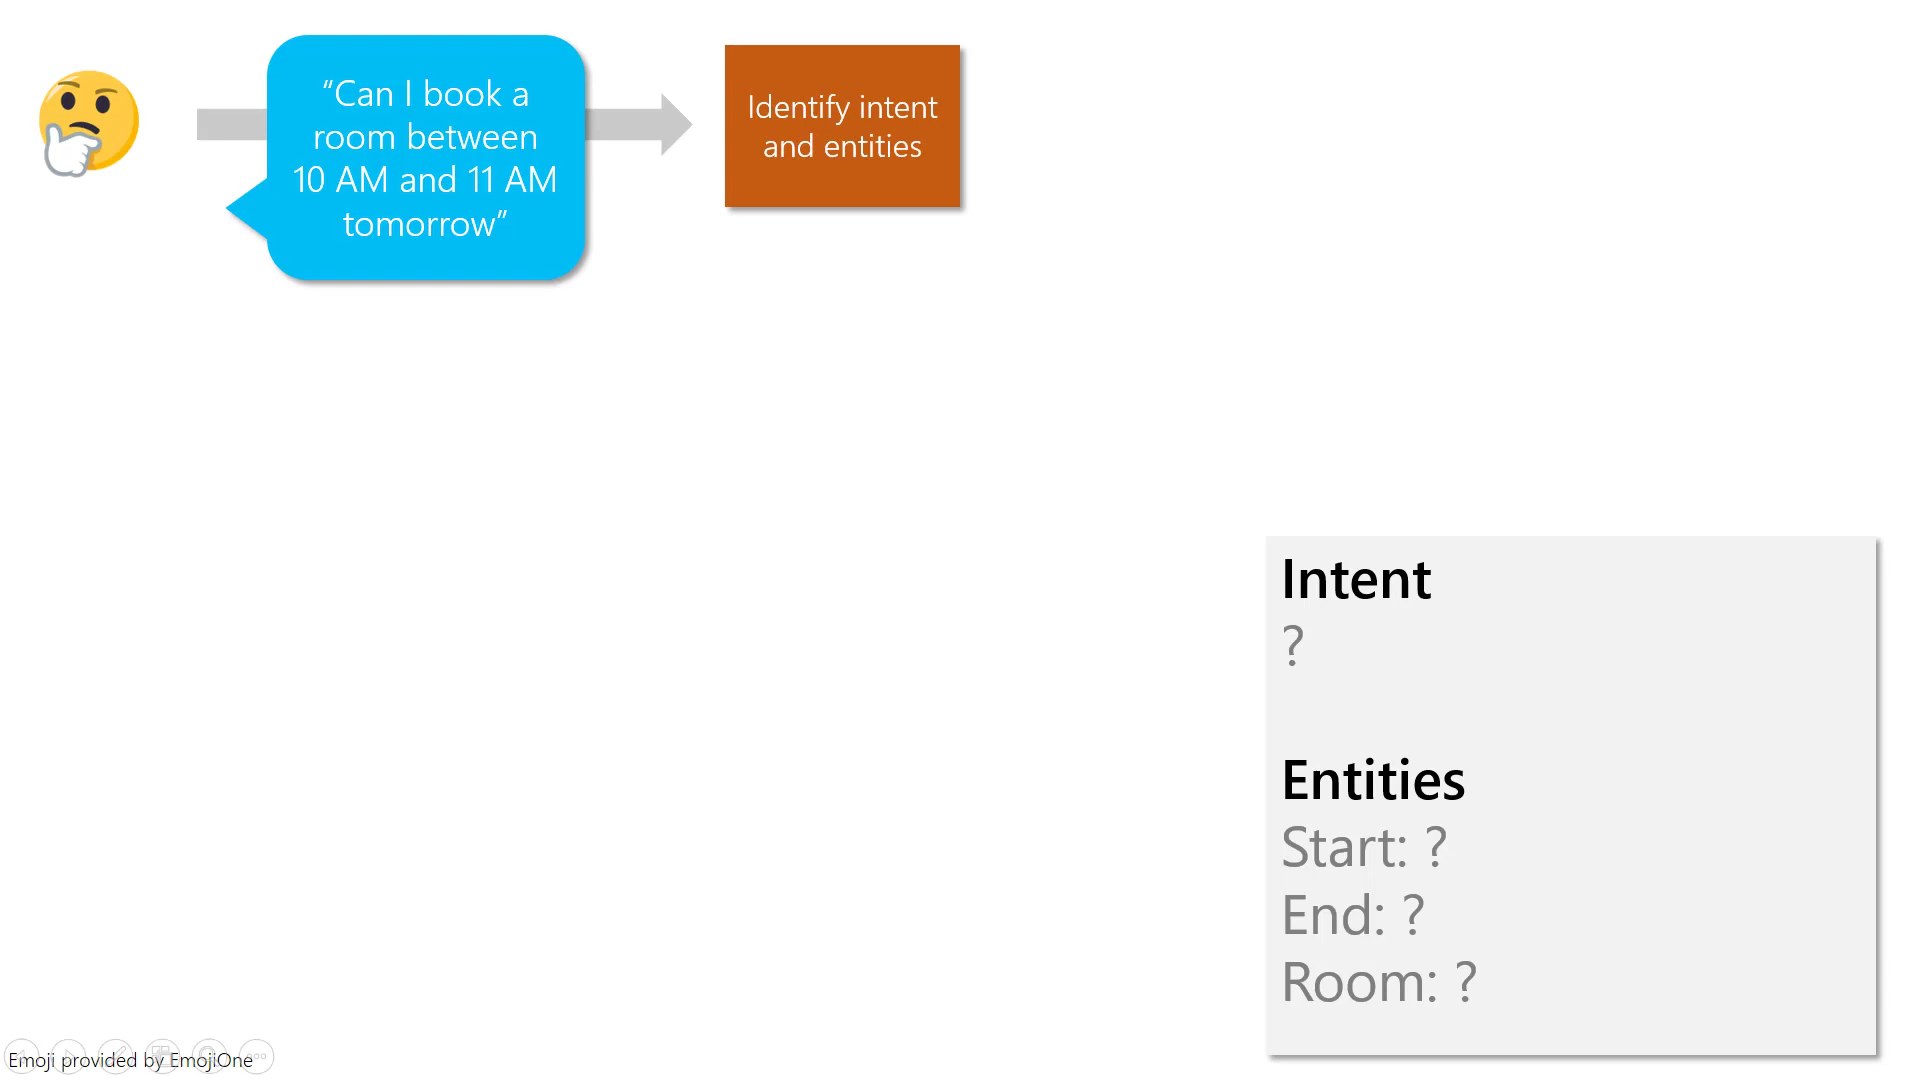 “Can I book a
room between
10 AM and 11 AM
tomorrow”
Identify intent
and entities
Intent
?
Entities
Start: ?
End: ?
Room: ?
Emoji provided by EmojiOne